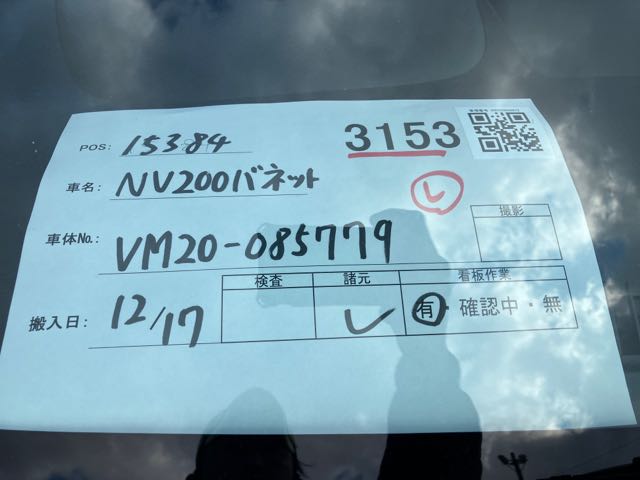 POS: 15384
3153
車名: NV200バネット
レ
車体No.: VM20-085779
撮影
搬入日: 12/17
検査 諸元 看板作業
レ 有・確認中・無